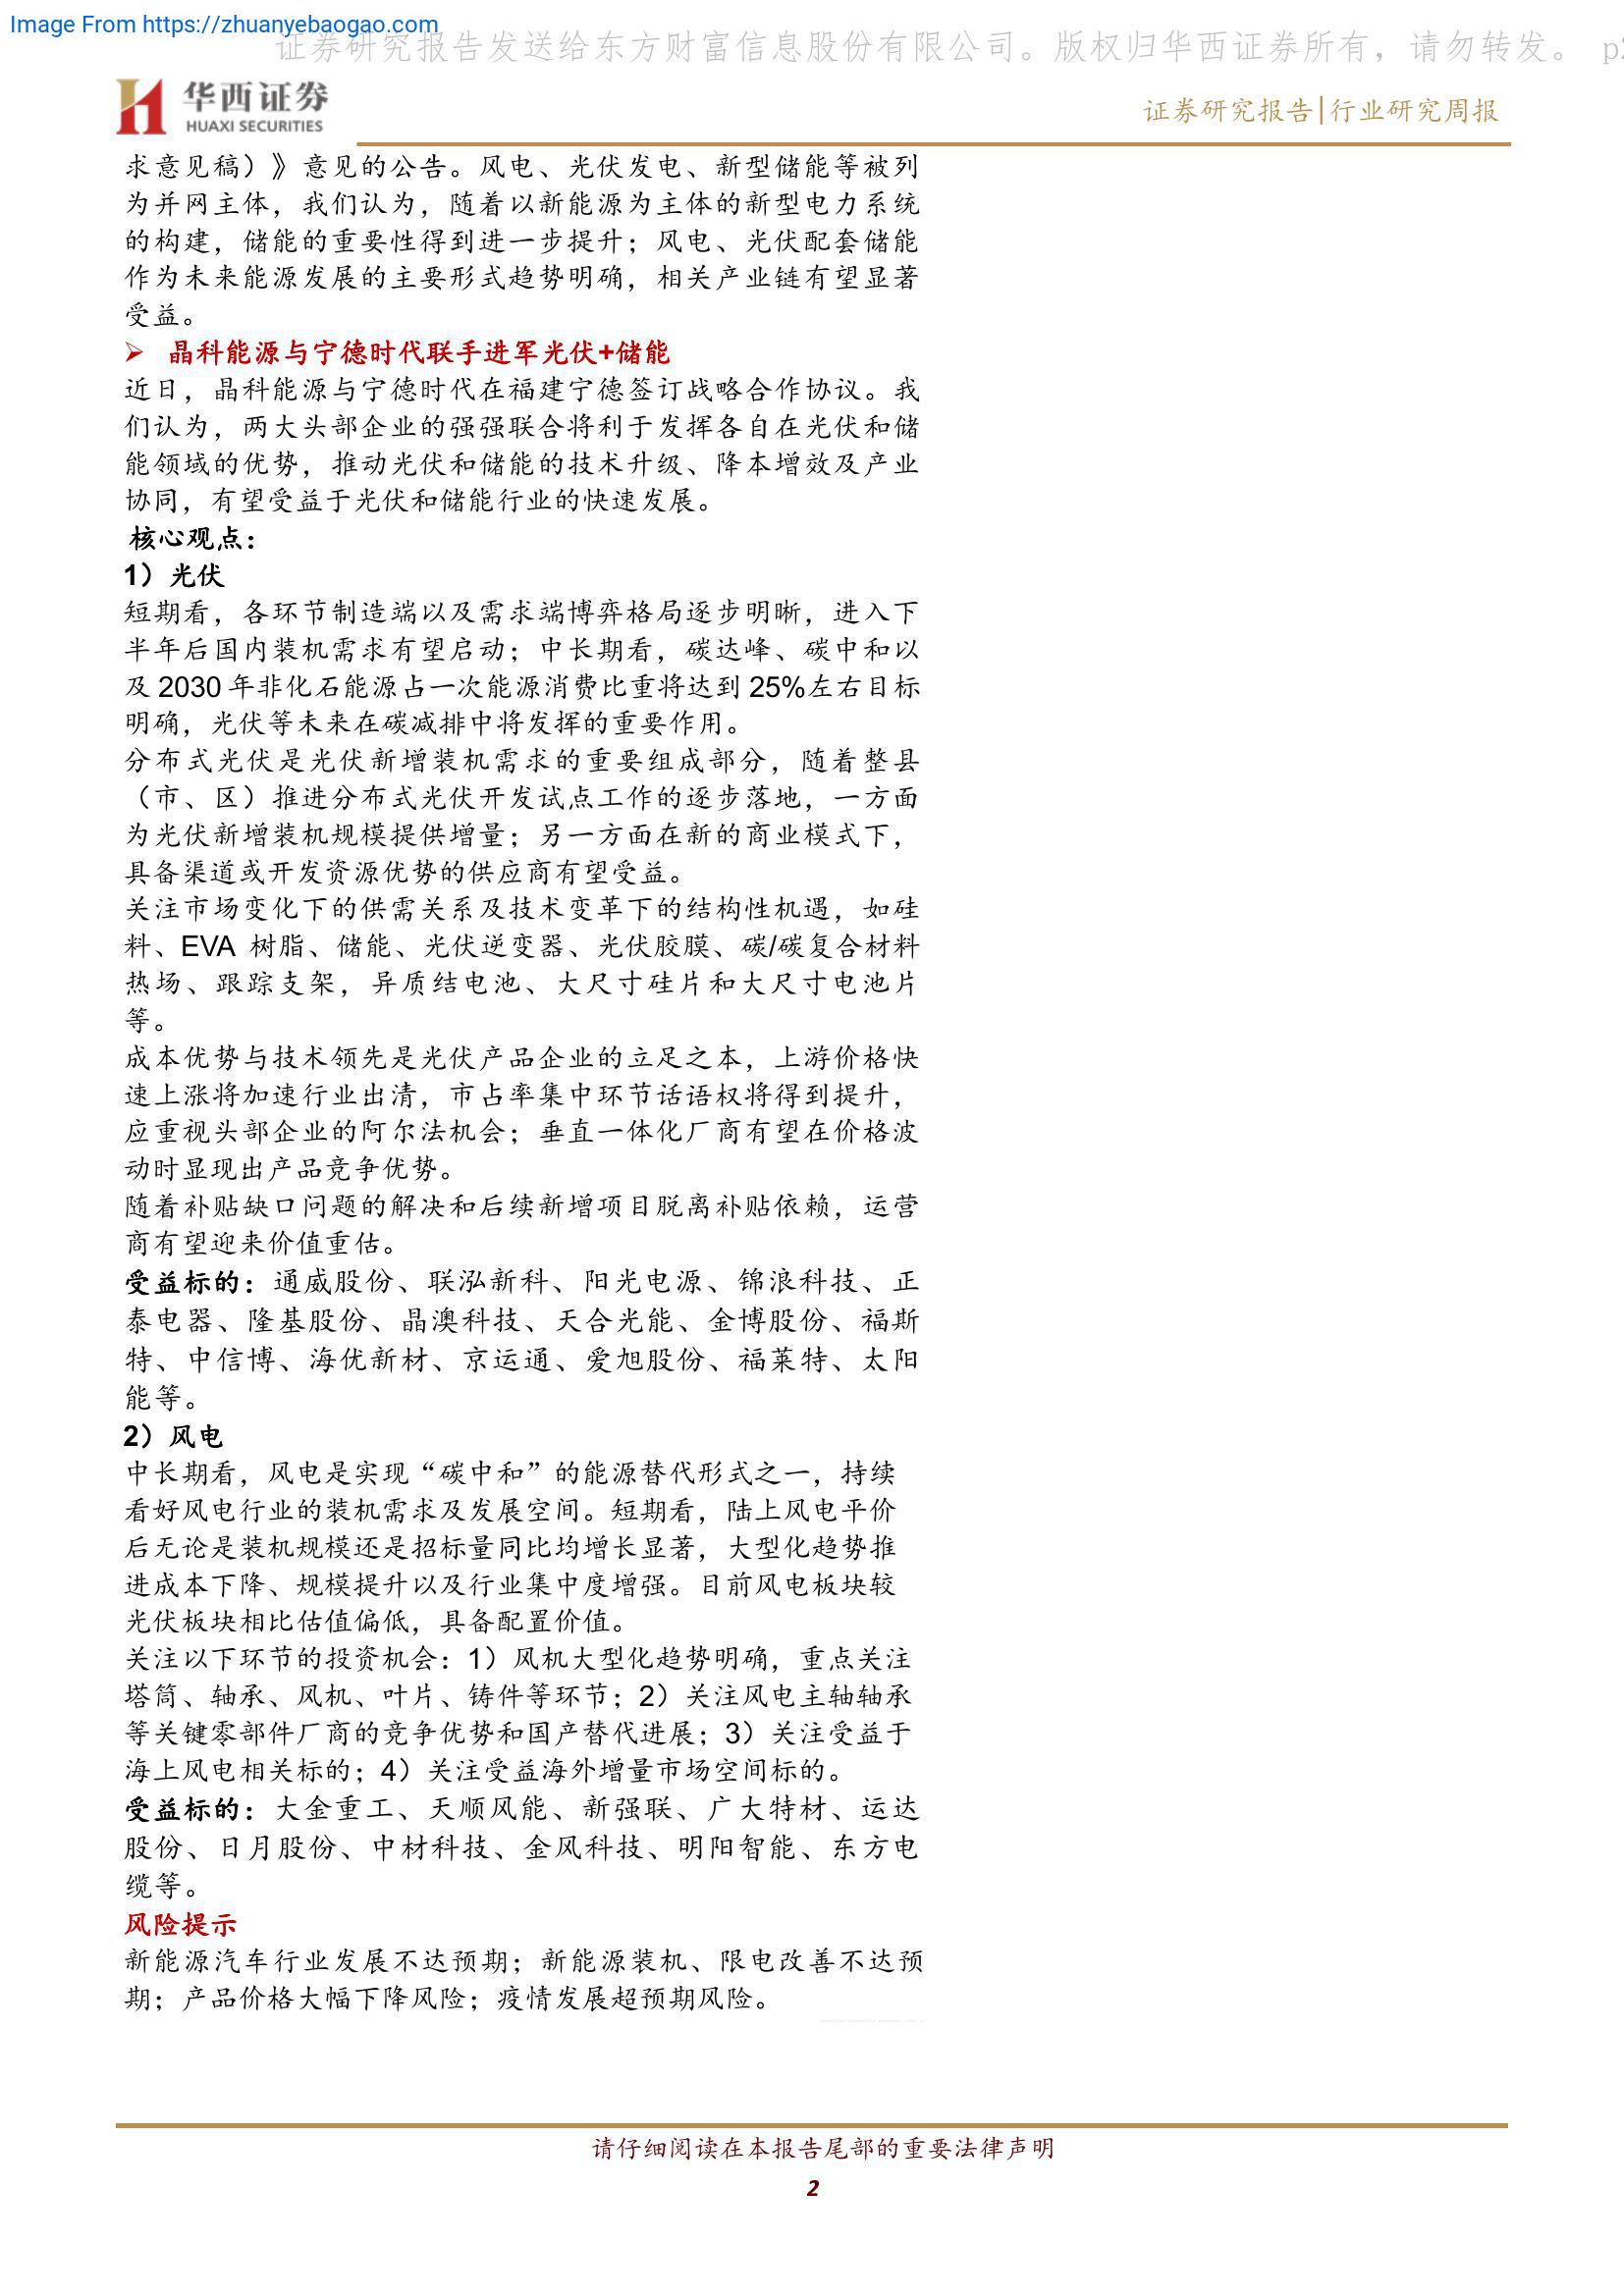 Image From https://zhuanyebaogao.com
证券研究报告发送给东方财富信息股份有限公司。版权归华西证券所有，请勿转发。 p2
华西证券
HUAXI SECURITIES
证券研究报告|行业研究周报
求意见稿）》意见的公告。风电、光伏发电、新型储能等被列
为并网主体，我们认为，随着以新能源为主体的新型电力系统
的构建，储能的重要性得到进一步提升；风电、光伏配套储能
作为未来能源发展的主要形式趋势明确，相关产业链有望显著
受益。
➢ 晶科能源与宁德时代联手进军光伏+储能
近日，晶科能源与宁德时代在福建宁德签订战略合作协议。我
们认为，两大头部企业的强强联合将利于发挥各自在光伏和储
能领域的优势，推动光伏和储能的技术升级、降本增效及产业
协同，有望受益于光伏和储能行业的快速发展。
核心观点：
1）光伏
短期看，各环节制造端以及需求端博弈格局逐步明晰，进入下
半年后国内装机需求有望启动；中长期看，碳达峰、碳中和以
及 2030 年非化石能源占一次能源消费比重将达到 25%左右目标
明确，光伏等未来在碳减排中将发挥的重要作用。
分布式光伏是光伏新增装机需求的重要组成部分，随着整县
（市、区）推进分布式光伏开发试点工作的逐步落地，一方面
为光伏新增装机规模提供增量；另一方面在新的商业模式下，
具备渠道或开发资源优势的供应商有望受益。
关注市场变化下的供需关系及技术变革下的结构性机遇，如硅
料、EVA 树脂、储能、光伏逆变器、光伏胶膜、碳/碳复合材料
热场、跟踪支架，异质结电池、大尺寸硅片和大尺寸电池片
等。
成本优势与技术领先是光伏产品企业的立足之本，上游价格快
速上涨将加速行业出清，市占率集中环节话语权将得到提升，
应重视头部企业的阿尔法机会；垂直一体化厂商有望在价格波
动时显现出产品竞争优势。
随着补贴缺口问题的解决和后续新增项目脱离补贴依赖，运营
商有望迎来价值重估。
受益标的：通威股份、联泓新科、阳光电源、锦浪科技、正
泰电器、隆基股份、晶澳科技、天合光能、金博股份、福斯
特、中信博、海优新材、京运通、爱旭股份、福莱特、太阳
能等。
2）风电
中长期看，风电是实现“碳中和”的能源替代形式之一，持续
看好风电行业的装机需求及发展空间。短期看，陆上风电平价
后无论是装机规模还是招标量同比均增长显著，大型化趋势推
进成本下降、规模提升以及行业集中度增强。目前风电板块较
光伏板块相比估值偏低，具备配置价值。
关注以下环节的投资机会：1）风机大型化趋势明确，重点关注
塔筒、轴承、风机、叶片、铸件等环节；2）关注风电主轴轴承
等关键零部件厂商的竞争优势和国产替代进展；3）关注受益于
海上风电相关标的；4）关注受益海外增量市场空间标的。
受益标的：大金重工、天顺风能、新强联、广大特材、运达
股份、日月股份、中材科技、金风科技、明阳智能、东方电
缆等。
风险提示
新能源汽车行业发展不达预期；新能源装机、限电改善不达预
期；产品价格大幅下降风险；疫情发展超预期风险。
请仔细阅读在本报告尾部的重要法律声明
2